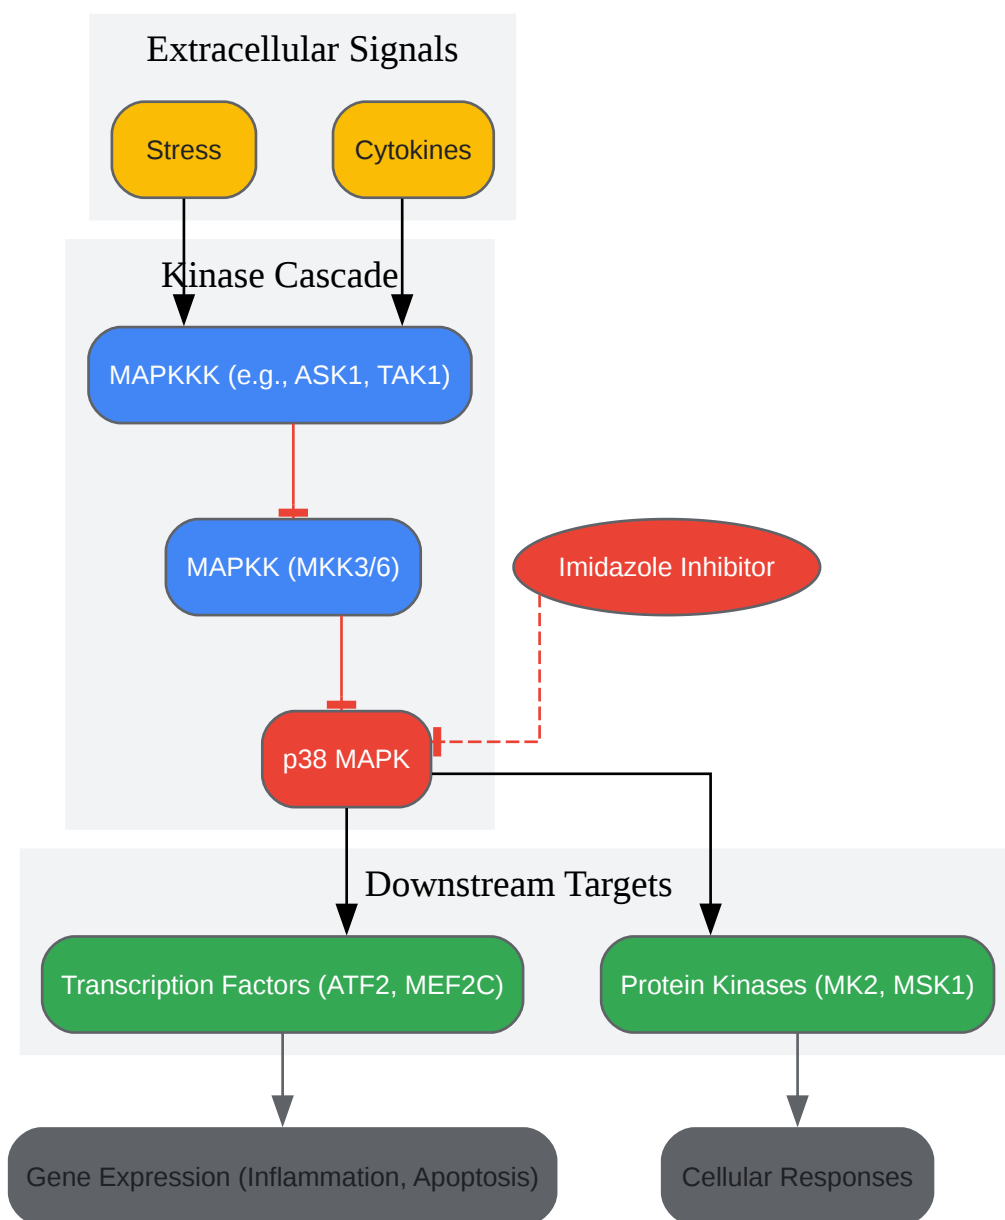 Extracellular Signals
Stress
Cytokines
Kinase Cascade
MAPKKK (e.g., ASK1, TAK1)
MAPKK (MKK3/6)
Imidazole Inhibitor
p38 MAPK
Downstream Targets
Transcription Factors (ATF2, MEF2C)
Protein Kinases (MK2, MSK1)
Gene Expression (Inflammation, Apoptosis)
Cellular Responses